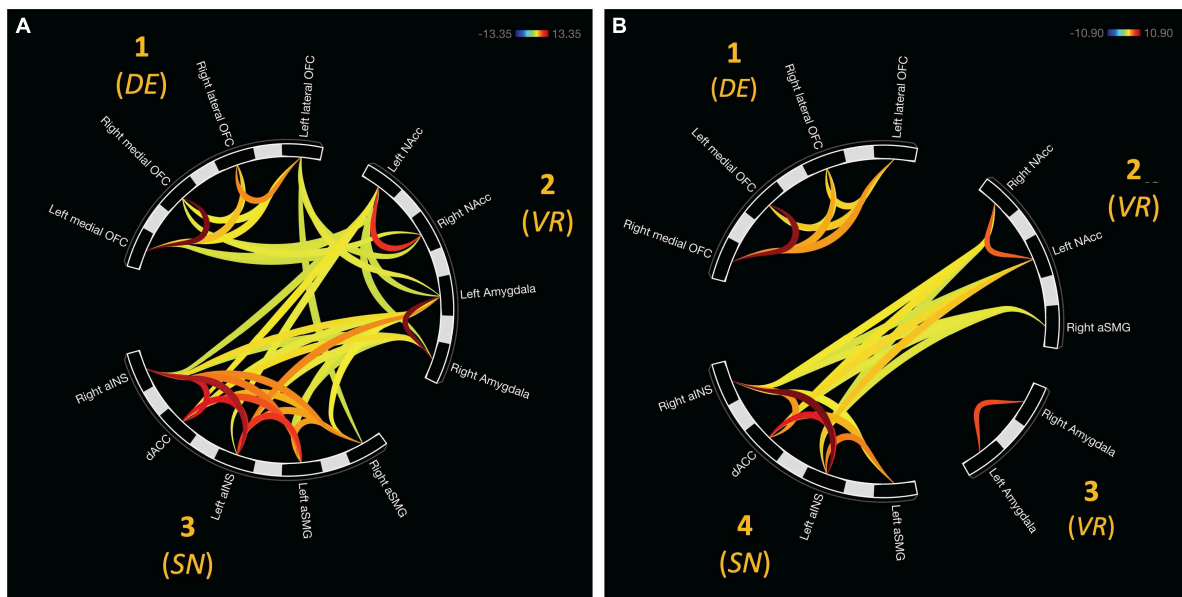 A
-13.35 13.35
1
(DE)
Right lateral OFC
Left lateral OFC
Right medial OFC
Left medial OFC
Left NAcc
2
(VR)
Right NAcc
Left Amygdala
Right Amygdala
Right aINS
dACC
Left aINS
Left aSMG
Right aSMG
3
(SN)
B
-10.90 10.90
1
(DE)
Right lateral OFC
Left lateral OFC
Left medial OFC
Right medial OFC
Right NAcc
2
(VR)
Left NAcc
Right aSMG
Right aINS
dACC
Left aINS
Left aSMG
Right Amygdala
Left Amygdala
3
(VR)
4
(SN)